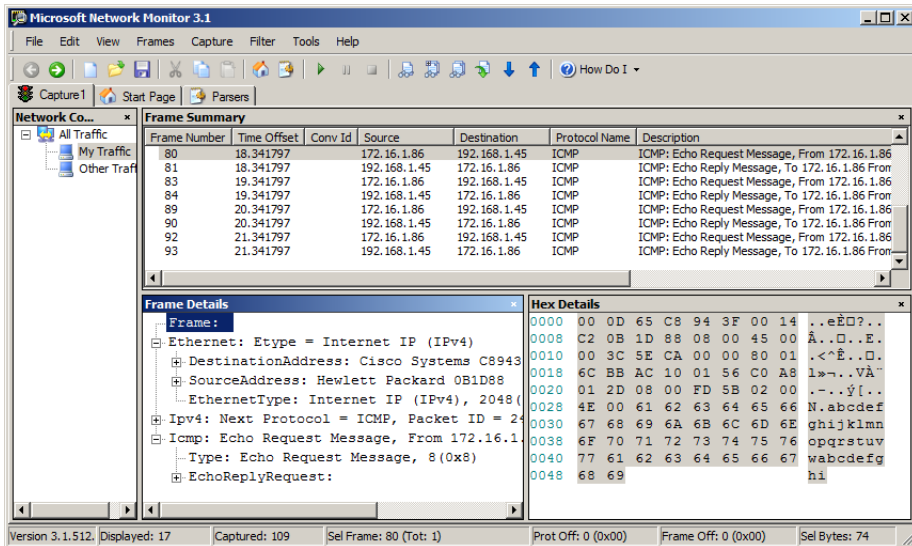 Microsoft Network Monitor 3.1
File Edit View Frames Capture Filter Tools Help
How Do I
Capture1 Start Page Parsers
Network Co...
All Traffic
My Traffic
Other Traff
Frame Summary
Frame Number Time Offset Conv Id Source Destination Protocol Name Description
80 18.341797 172.16.1.86 192.168.1.45 ICMP ICMP: Echo Request Message, From 172.16.1.86
81 18.341797 192.168.1.45 172.16.1.86 ICMP ICMP: Echo Reply Message, To 172.16.1.86 From
83 19.341797 172.16.1.86 192.168.1.45 ICMP ICMP: Echo Request Message, From 172.16.1.86
84 19.341797 192.168.1.45 172.16.1.86 ICMP ICMP: Echo Reply Message, To 172.16.1.86 From
89 20.341797 172.16.1.86 192.168.1.45 ICMP ICMP: Echo Request Message, From 172.16.1.86
90 20.341797 192.168.1.45 172.16.1.86 ICMP ICMP: Echo Reply Message, To 172.16.1.86 From
92 21.341797 172.16.1.86 192.168.1.45 ICMP ICMP: Echo Request Message, From 172.16.1.86
93 21.341797 192.168.1.45 172.16.1.86 ICMP ICMP: Echo Reply Message, To 172.16.1.86 From
Frame Details
Frame:
Ethernet: Etype = Internet IP (IPv4)
DestinationAddress: Cisco Systems C8943
SourceAddress: Hewlett Packard 0B1D88
EthernetType: Internet IP (IPv4), 2048(
Ipv4: Next Protocol = ICMP, Packet ID = 24
Icmp: Echo Request Message, From 172.16.1.
Type: Echo Request Message, 8(0x8)
EchoReplyRequest:
Hex Details
0000 00 0D 65 C8 94 3F 00 14 ..eÈ□?..
0008 C2 0B 1D 88 08 00 45 00 Â..□..E.
0010 00 3C 5E CA 00 00 80 01 .<^Ê..□.
0018 6C BB AC 10 01 56 C0 A8 l»¬..VÀ¨
0020 01 2D 08 00 FD 5B 02 00 .-..ý[..
0028 4E 00 61 62 63 64 65 66 N.abcdef
0030 67 68 69 6A 6B 6C 6D 6E ghijklmn
0038 6F 70 71 72 73 74 75 76 opqrstuv
0040 77 61 62 63 64 65 66 67 wabcdefg
0048 68 69 hi
Version 3.1.512. Displayed: 17 Captured: 109 Sel Frame: 80 (Tot: 1) Prot Off: 0 (0x00) Frame Off: 0 (0x00) Sel Bytes: 74